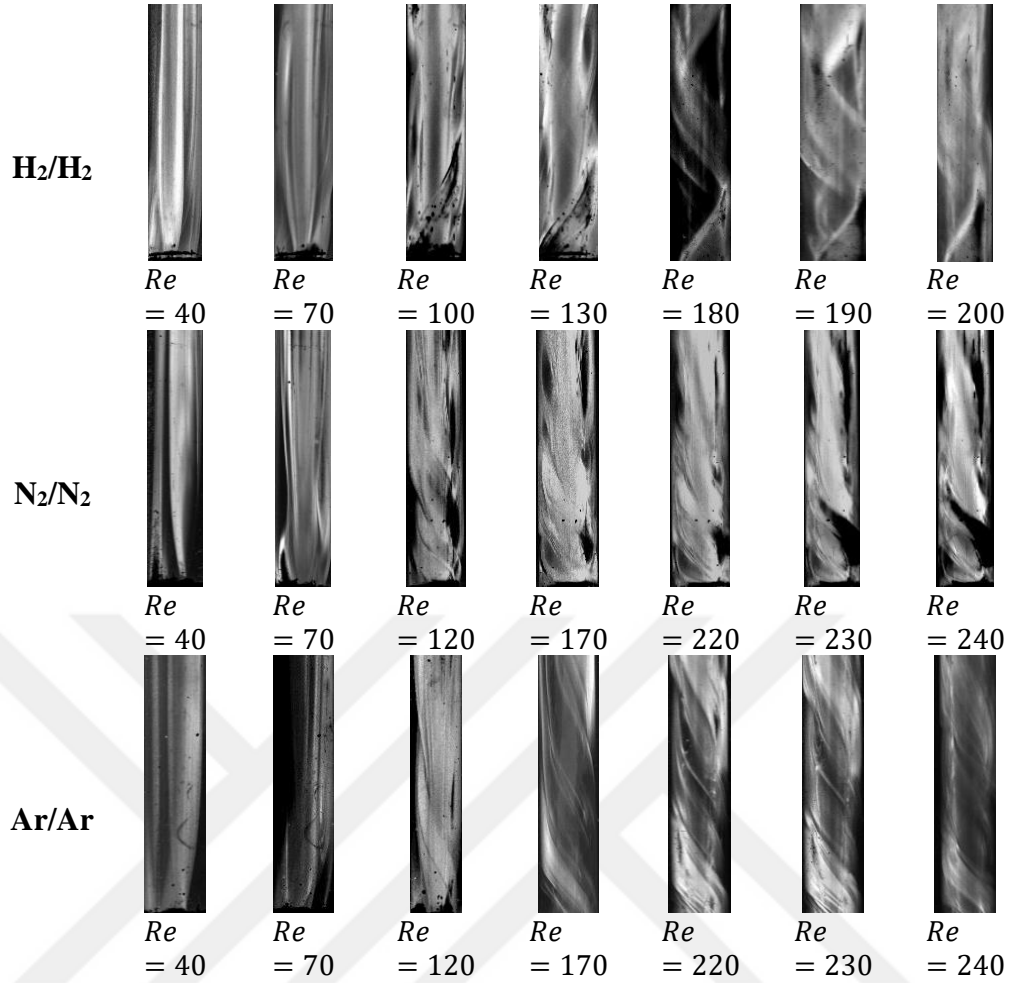 H₂/H₂
𝑅𝑒 = 40
𝑅𝑒 = 70
𝑅𝑒 = 100
𝑅𝑒 = 130
𝑅𝑒 = 180
𝑅𝑒 = 190
𝑅𝑒 = 200
N₂/N₂
𝑅𝑒 = 40
𝑅𝑒 = 70
𝑅𝑒 = 120
𝑅𝑒 = 170
𝑅𝑒 = 220
𝑅𝑒 = 230
𝑅𝑒 = 240
Ar/Ar
𝑅𝑒 = 40
𝑅𝑒 = 70
𝑅𝑒 = 120
𝑅𝑒 = 170
𝑅𝑒 = 220
𝑅𝑒 = 230
𝑅𝑒 = 240